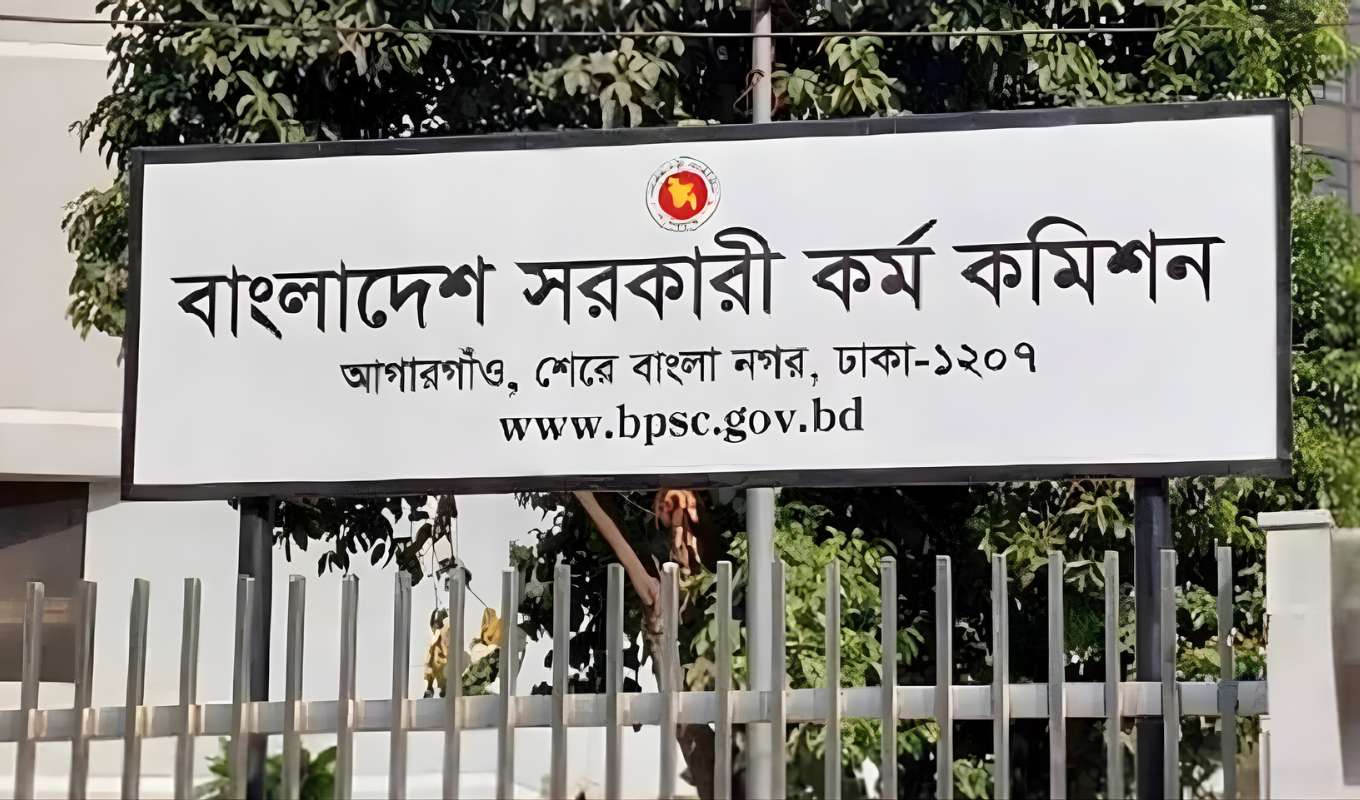 বাংলাদেশ সরকারী কর্ম কমিশন
আগারগাঁও, শেরে বাংলা নগর, ঢাকা-১২০৭
www.bpsc.gov.bd